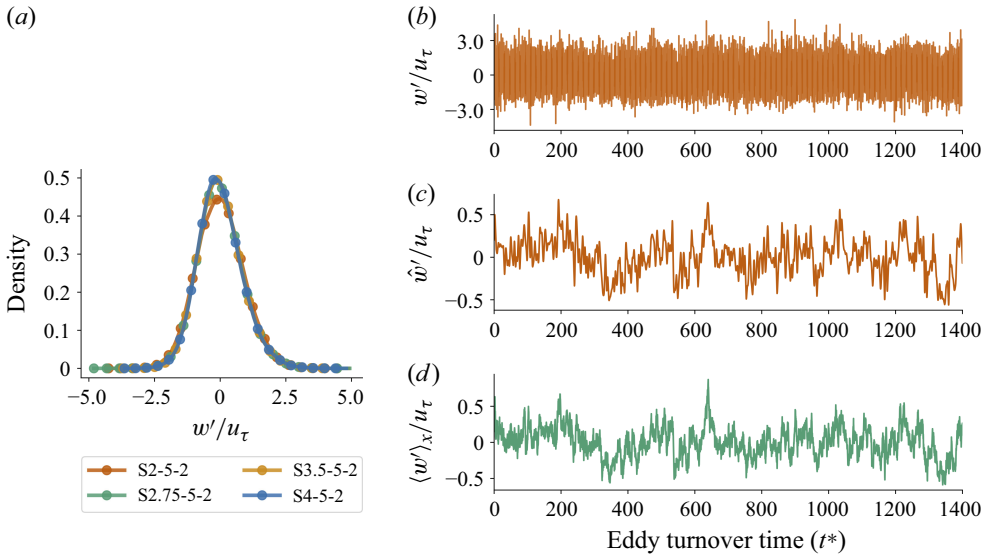 (a)
0.5
0.4
0.3
0.2
0.1
0
Density
−5.0 −2.5 0 2.5 5.0
w′/uτ
S2-5-2 S3.5-5-2
S2.75-5-2 S4-5-2
(b)
3.0
0
−3.0
w′/uτ
0 200 400 600 800 1000 1200 1400
(c)
0.5
0
−0.5
ŵ′/uτ
0 200 400 600 800 1000 1200 1400
(d)
0.5
0
−0.5
⟨w′⟩x/uτ
0 200 400 600 800 1000 1200 1400
Eddy turnover time (t*)